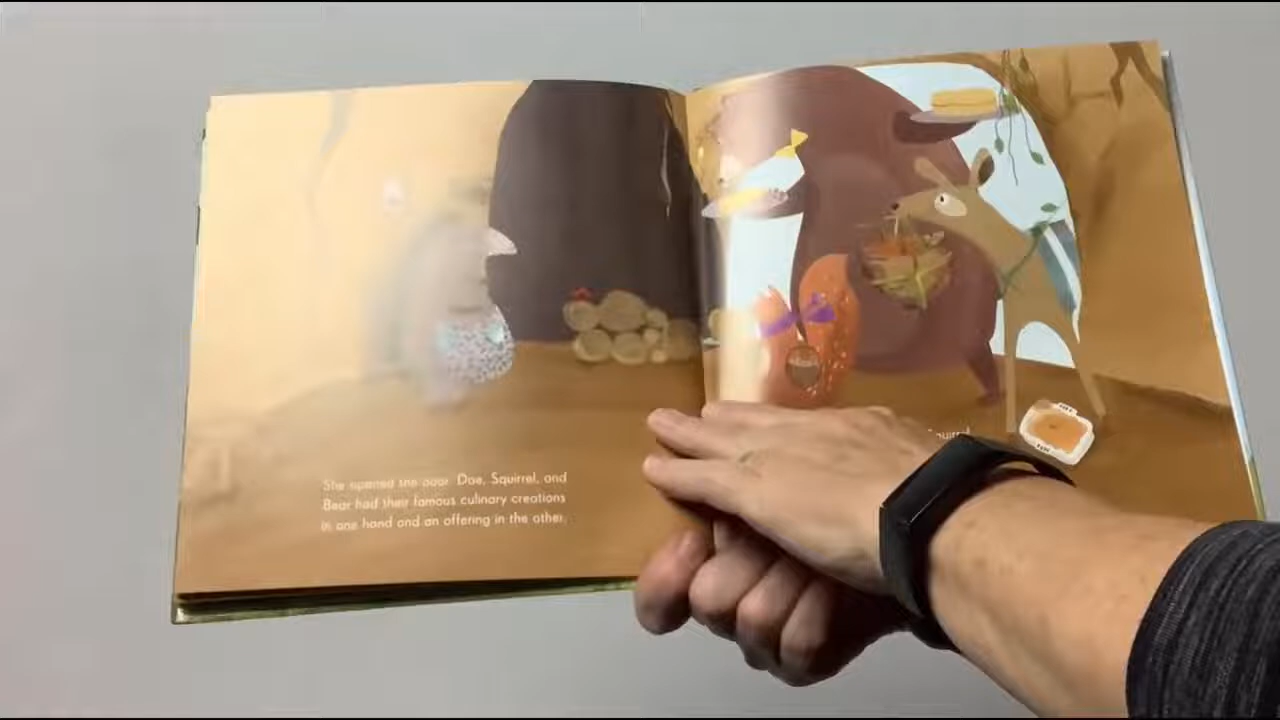 She opened the door. Doe, Squirrel, and
Bear had their famous culinary creations
in one hand and an offering in the other.
Squirrel